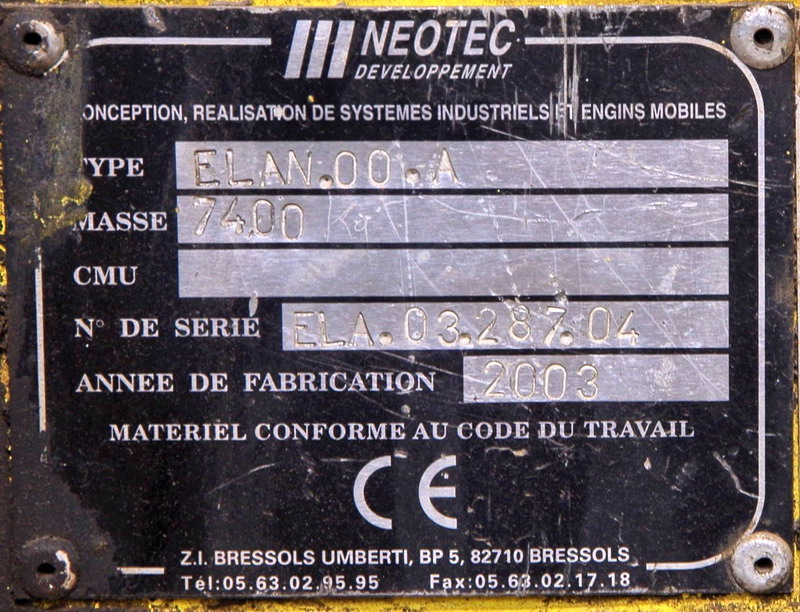 NEOTEC
DEVELOPPEMENT
ONCEPTION, REALISATION DE SYSTEMES INDUSTRIELS ET ENGINS MOBILES
TYPE ELAN.00.A
MASSE 7400 Kg
CMU
N° DE SERIE ELA.03.287.04
ANNEE DE FABRICATION 2003
MATERIEL CONFORME AU CODE DU TRAVAIL
CE
Z.I. BRESSOLS UMBERTI, BP 5, 82710 BRESSOLS
Tél:05.63.02.95.95 Fax:05.63.02.17.18